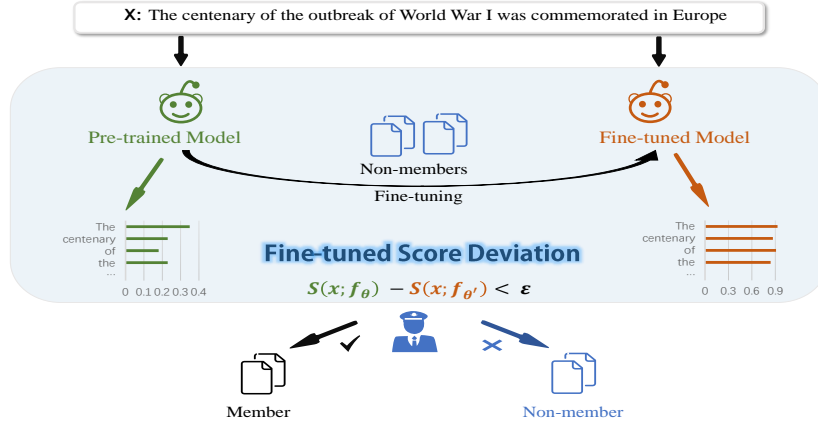 X: The centenary of the outbreak of World War I was commemorated in Europe
Pre-trained Model
Fine-tuned Model
Non-members
Fine-tuning
The
centenary
of
the
...
0 0.1 0.2 0.3 0.4
The
centenary
of
the
...
0 0.3 0.6 0.9
Fine-tuned Score Deviation
S(x; fθ) − S(x; fθ′) < ε
Member
Non-member